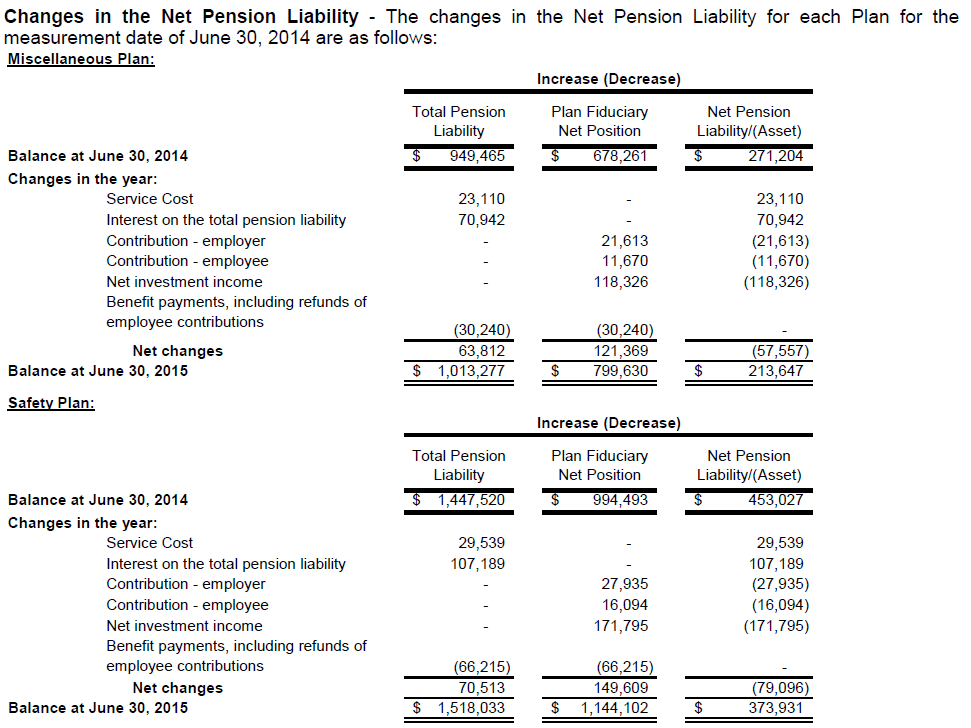 Changes in the Net Pension Liability - The changes in the Net Pension Liability for each Plan for the
measurement date of June 30, 2014 are as follows:
Miscellaneous Plan:
Increase (Decrease)
Total Pension Plan Fiduciary Net Pension
Liability Net Position Liability/(Asset)
Balance at June 30, 2014 $ 949,465 $ 678,261 $ 271,204
Changes in the year:
Service Cost 23,110 - 23,110
Interest on the total pension liability 70,942 - 70,942
Contribution - employer - 21,613 (21,613)
Contribution - employee - 11,670 (11,670)
Net investment income - 118,326 (118,326)
Benefit payments, including refunds of
employee contributions (30,240) (30,240) -
Net changes 63,812 121,369 (57,557)
Balance at June 30, 2015 $ 1,013,277 $ 799,630 $ 213,647
Safety Plan:
Increase (Decrease)
Total Pension Plan Fiduciary Net Pension
Liability Net Position Liability/(Asset)
Balance at June 30, 2014 $ 1,447,520 $ 994,493 $ 453,027
Changes in the year:
Service Cost 29,539 - 29,539
Interest on the total pension liability 107,189 - 107,189
Contribution - employer - 27,935 (27,935)
Contribution - employee - 16,094 (16,094)
Net investment income - 171,795 (171,795)
Benefit payments, including refunds of
employee contributions (66,215) (66,215) -
Net changes 70,513 149,609 (79,096)
Balance at June 30, 2015 $ 1,518,033 $ 1,144,102 $ 373,931